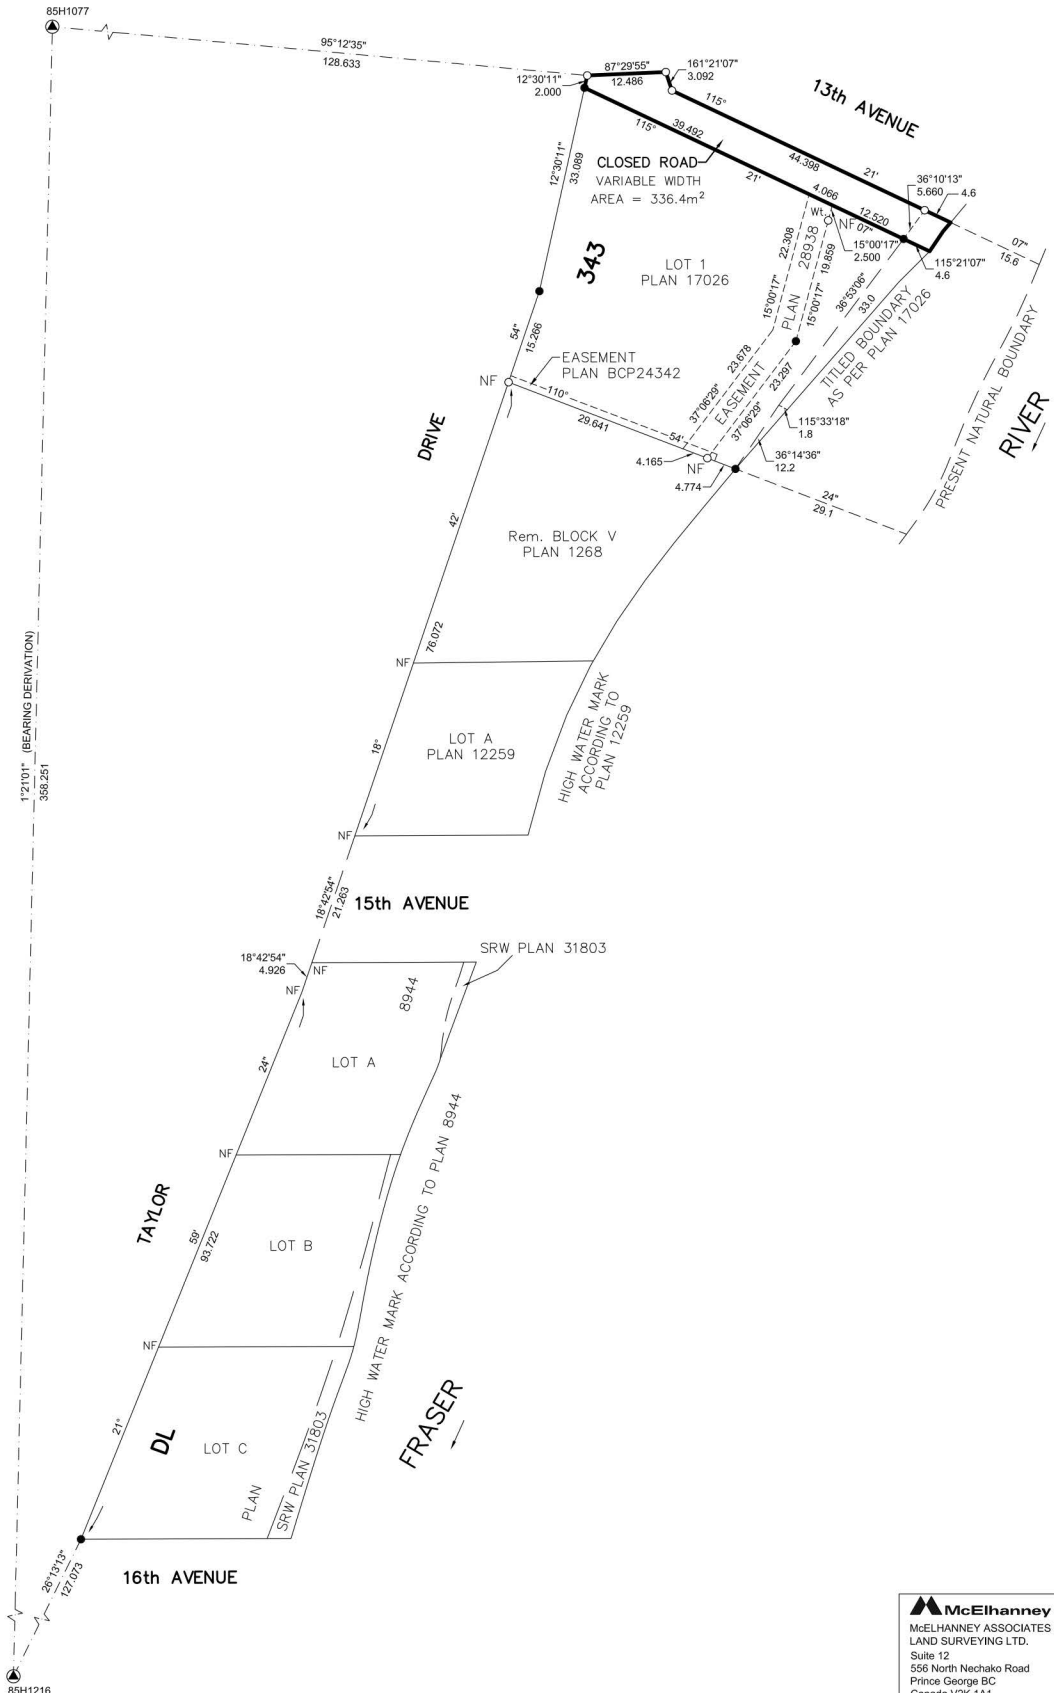 85H1077
95°12'35"
128.633
87°29'55"
12.486
161°21'07"
3.092
12°30'11"
2.000
13th AVENUE
115°
44.398
21'
115°
39.492
21'
4.066
12.520
07"
CLOSED ROAD
VARIABLE WIDTH
AREA = 336.4m²
36°10'13"
5.660
4.6
07"
15.6
Wt.
NF
15°00'17"
2.500
115°21'07"
4.6
12°30'11"
33.089
343
LOT 1
PLAN 17026
22.308
15°00'17"
PLAN 28938
19.859
15°00'17"
36°53'06"
33.0
TITLED BOUNDARY
AS PER PLAN 17026
PRESENT NATURAL BOUNDARY
RIVER
54"
15.266
EASEMENT
PLAN BCP24342
NF
110°
29.641
54'
37°06'29"
23.678
EASEMENT
37°06'29"
23.297
115°33'18"
1.8
36°14'36"
12.2
4.165
NF
4.774
24"
29.1
DRIVE
42'
76.072
Rem. BLOCK V
PLAN 1268
NF
18°
LOT A
PLAN 12259
HIGH WATER MARK
ACCORDING TO
PLAN 12259
NF
1°21'01" (BEARING DERIVATION)
358.251
18°42'54"
21.263
15th AVENUE
18°42'54"
4.926
NF
NF
SRW PLAN 31803
8944
24"
LOT A
NF
HIGH WATER MARK ACCORDING TO PLAN 8944
TAYLOR
59'
93.722
LOT B
NF
21°
DL
LOT C
PLAN
SRW PLAN 31803
FRASER
26°13'13"
127.073
16th AVENUE
85H1216
McElhanney
McELHANNEY ASSOCIATES
LAND SURVEYING LTD.
Suite 12
556 North Nechako Road
Prince George BC
Canada V2K 1A1